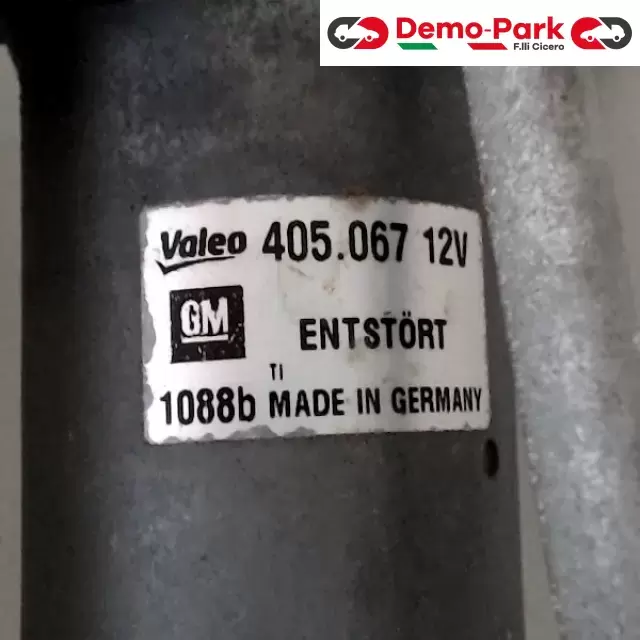 Demo-Park
F.lli Cicero
Valeo 405.067 12V
GM ENTSTÖRT
TI
1088b MADE IN GERMANY